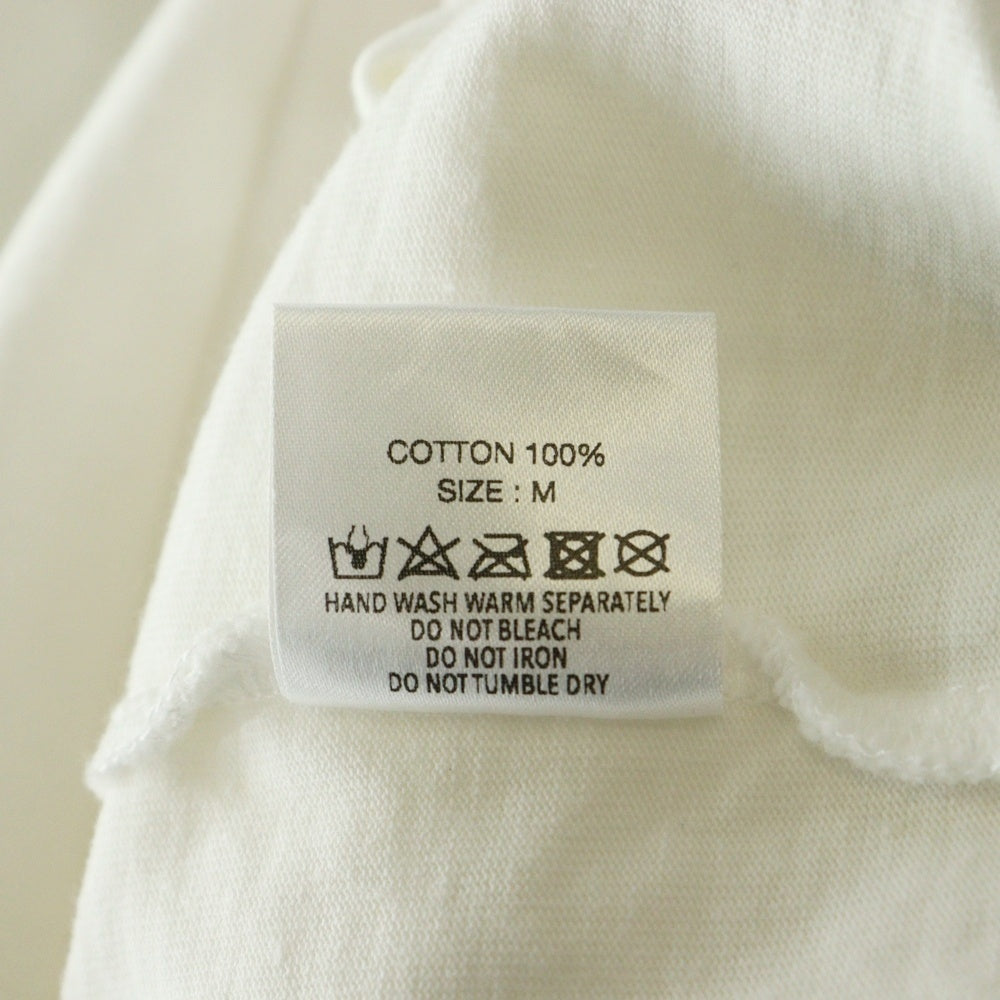 COTTON 100%
SIZE : M
HAND WASH WARM SEPARATELY
DO NOT BLEACH
DO NOT IRON
DO NOT TUMBLE DRY